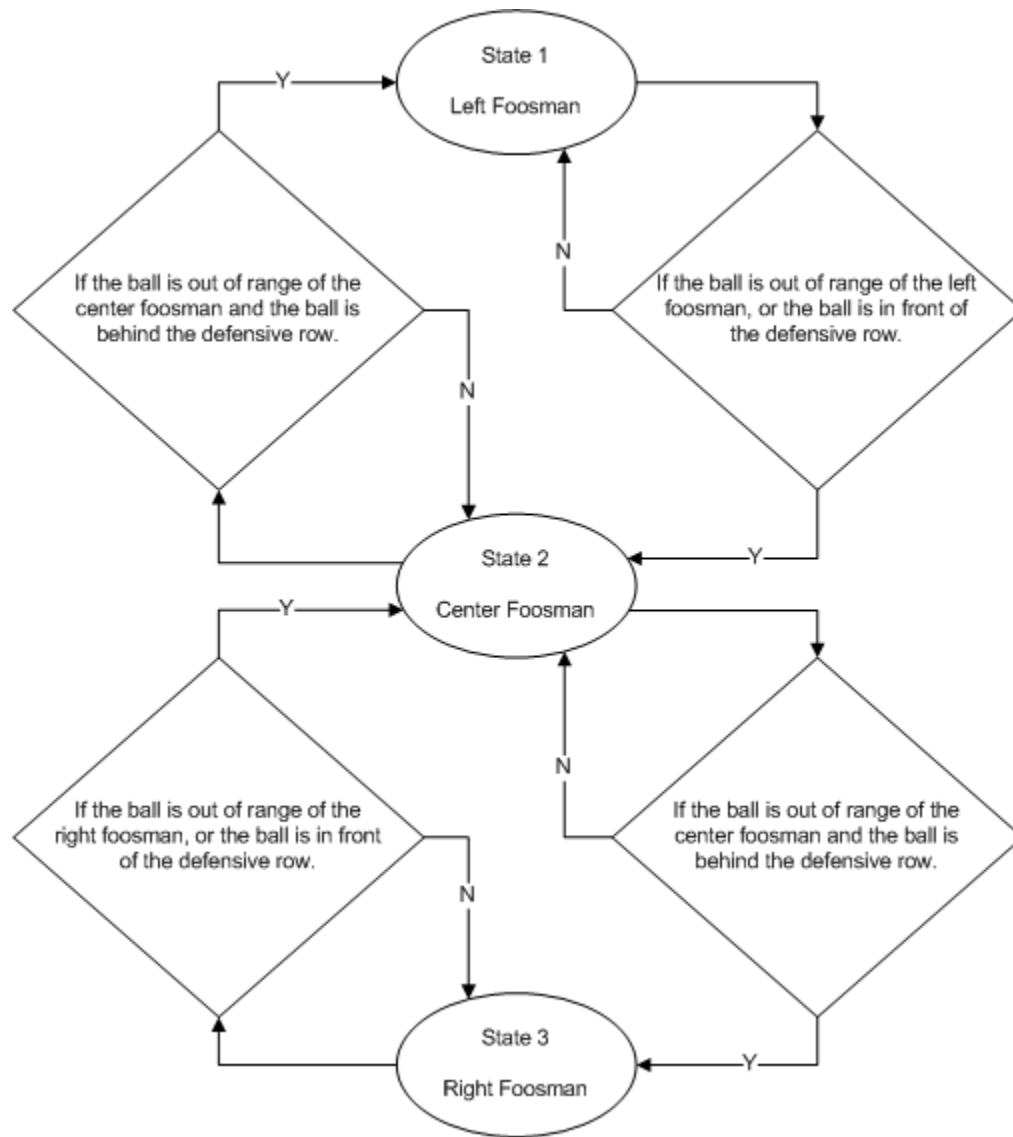 State 1
Left Foosman
Y
N
If the ball is out of range of the
center foosman and the ball is
behind the defensive row.
If the ball is out of range of the left
foosman, or the ball is in front of
the defensive row.
N
Y
State 2
Center Foosman
Y
N
If the ball is out of range of the
right foosman, or the ball is in front
of the defensive row.
If the ball is out of range of the
center foosman and the ball is
behind the defensive row.
N
Y
State 3
Right Foosman